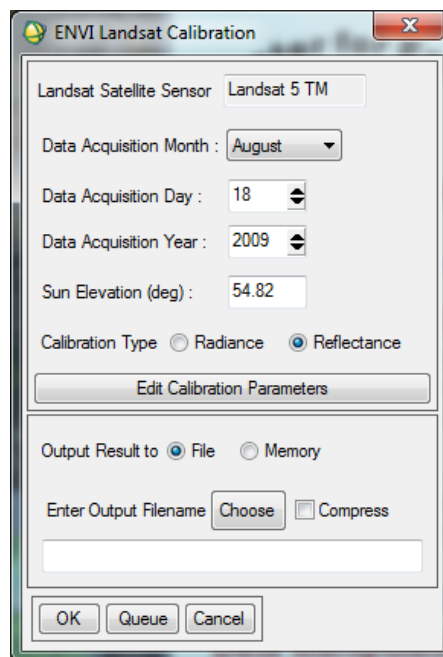 ENVI Landsat Calibration
Landsat Satellite Sensor Landsat 5 TM
Data Acquisition Month : August
Data Acquisition Day : 18
Data Acquisition Year : 2009
Sun Elevation (deg) : 54.82
Calibration Type Radiance Reflectance
Edit Calibration Parameters
Output Result to File Memory
Enter Output Filename Choose Compress
OK Queue Cancel